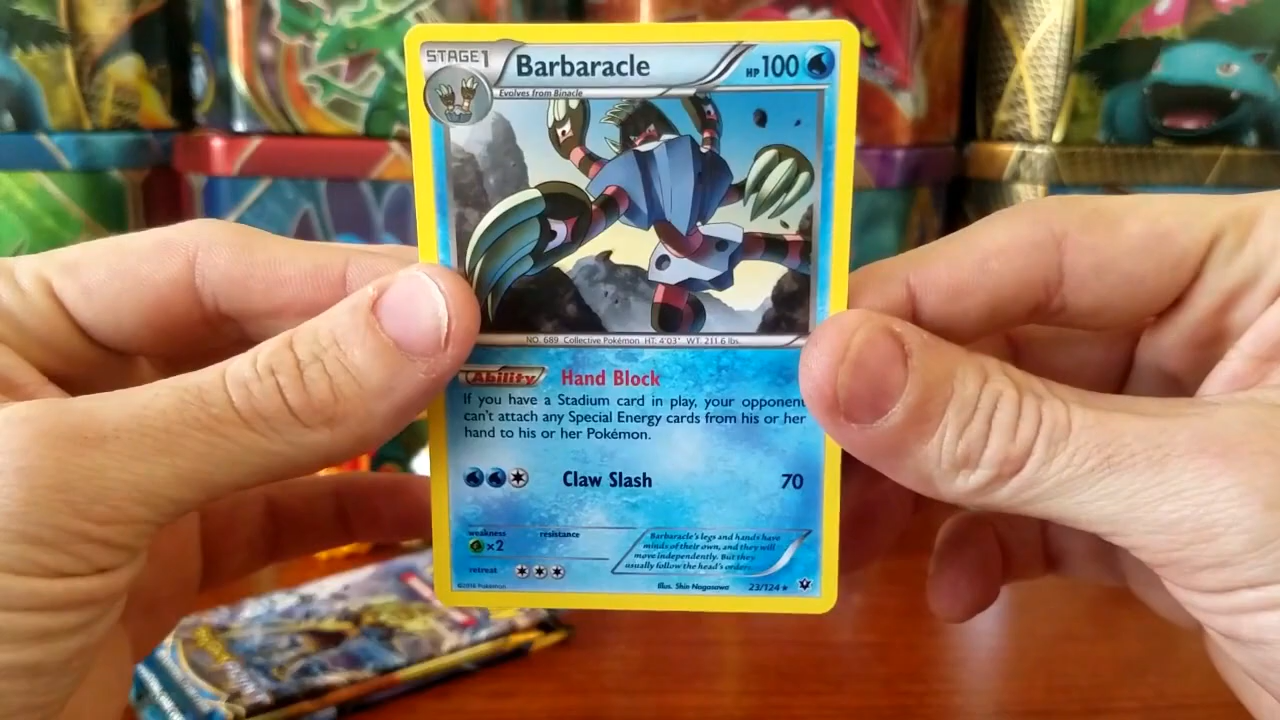 STAGE1
Barbaracle
HP100
Evolves from Binacle
NO. 689 Collective Pokémon HT: 4'03" WT: 211.6 lbs.
Ability Hand Block
If you have a Stadium card in play, your opponent
can't attach any Special Energy cards from his or her
hand to his or her Pokémon.
Claw Slash 70
weakness resistance
×2
retreat
Barbaracle's legs and hands have
minds of their own, and they will
move independently. But they
usually follow the head's orders.
©2016 Pokémon
Illus. Shin Nagasawa
23/124